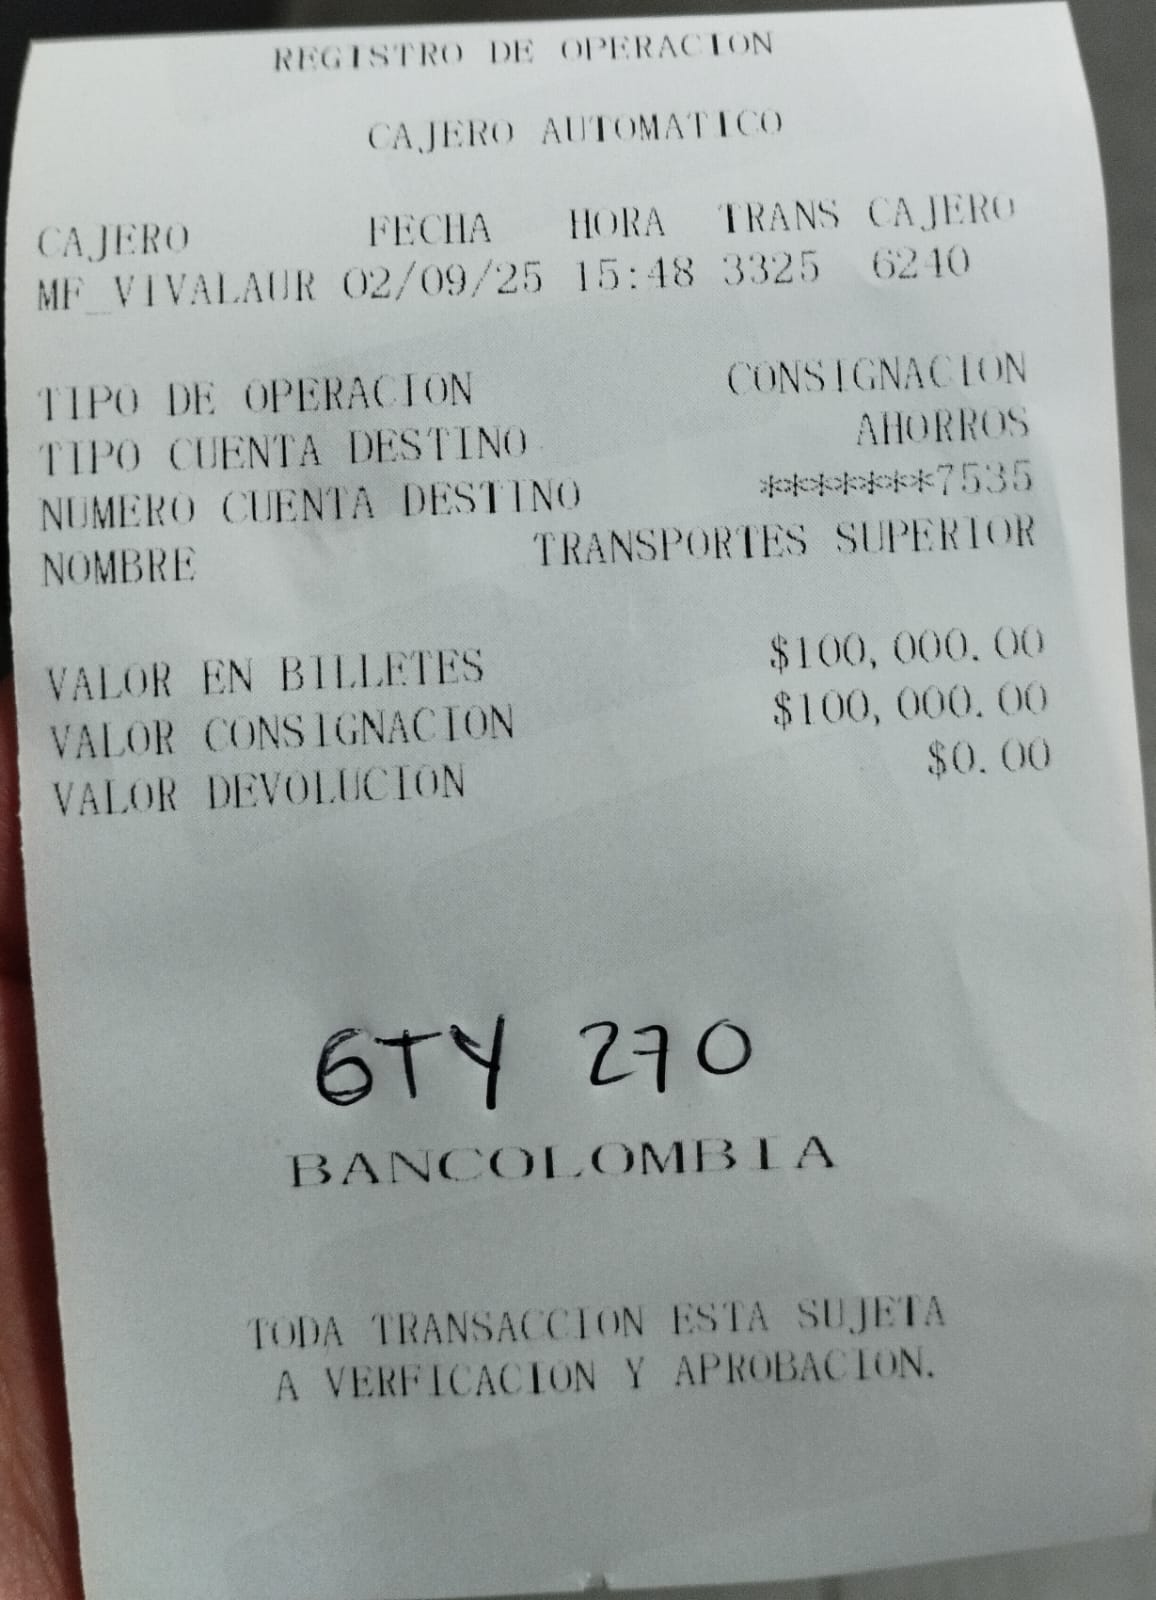 REGISTRO DE OPERACION
CAJERO AUTOMATICO
CAJERO FECHA HORA TRANS CAJERO
MF_VIVALAUR 02/09/25 15:48 3325 6240
TIPO DE OPERACION CONSIGNACION
TIPO CUENTA DESTINO AHORROS
NUMERO CUENTA DESTINO *******7535
NOMBRE TRANSPORTES SUPERIOR
VALOR EN BILLETES $100,000.00
VALOR CONSIGNACION $100,000.00
VALOR DEVOLUCION $0.00
GTY 270
BANCOLOMBIA
TODA TRANSACCION ESTA SUJETA
A VERFICACION Y APROBACION.